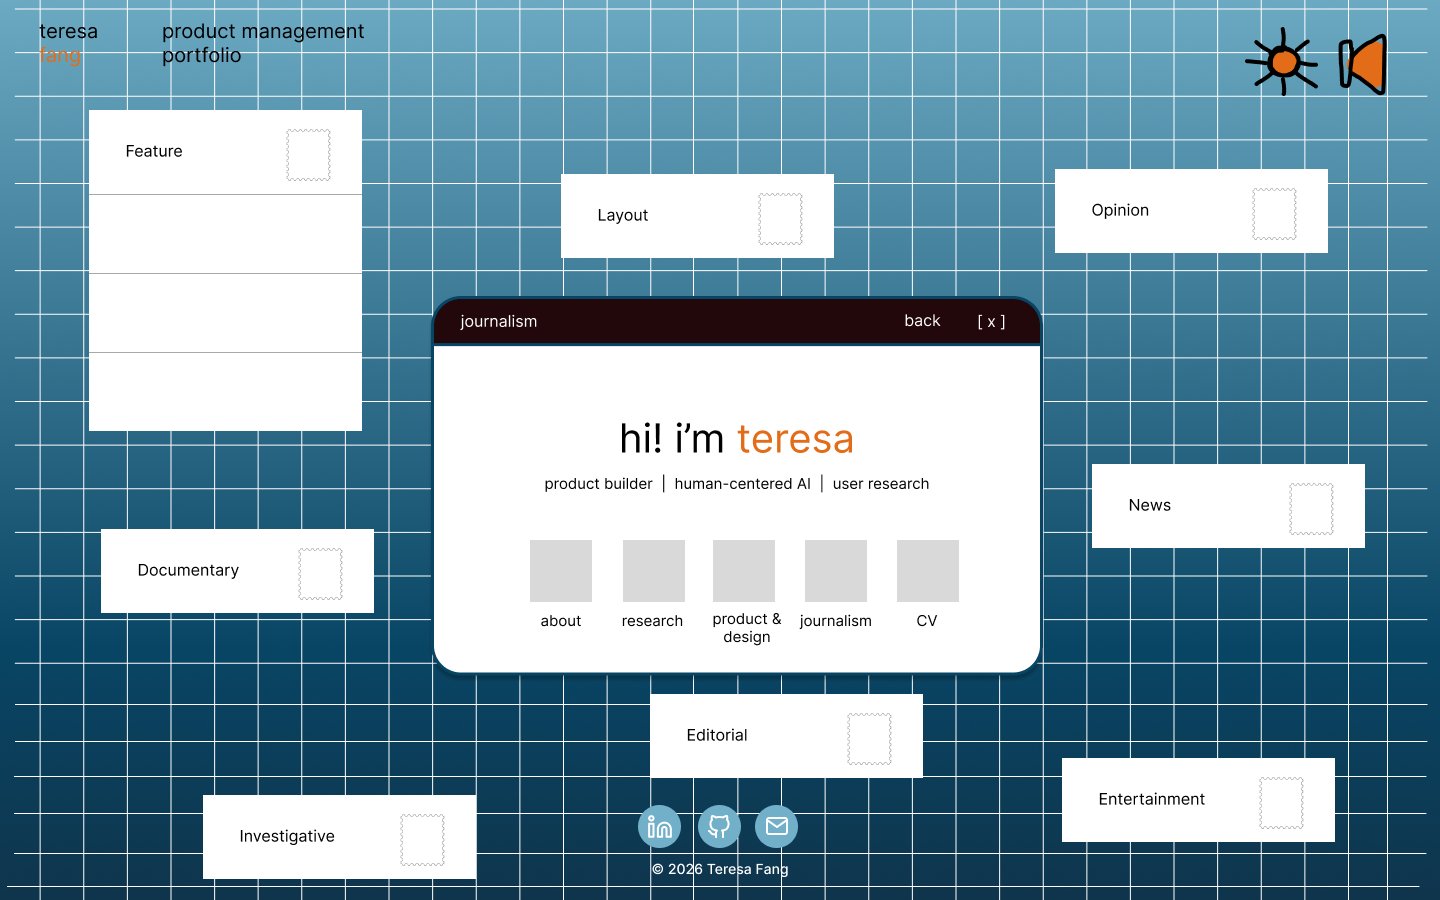 teresa
fang
product management
portfolio
Feature
Layout
Opinion
journalism
back
[ x ]
hi! i’m teresa
product builder | human-centered AI | user research
about
research
product &
design
journalism
CV
News
Documentary
Editorial
Entertainment
Investigative
in
© 2026 Teresa Fang